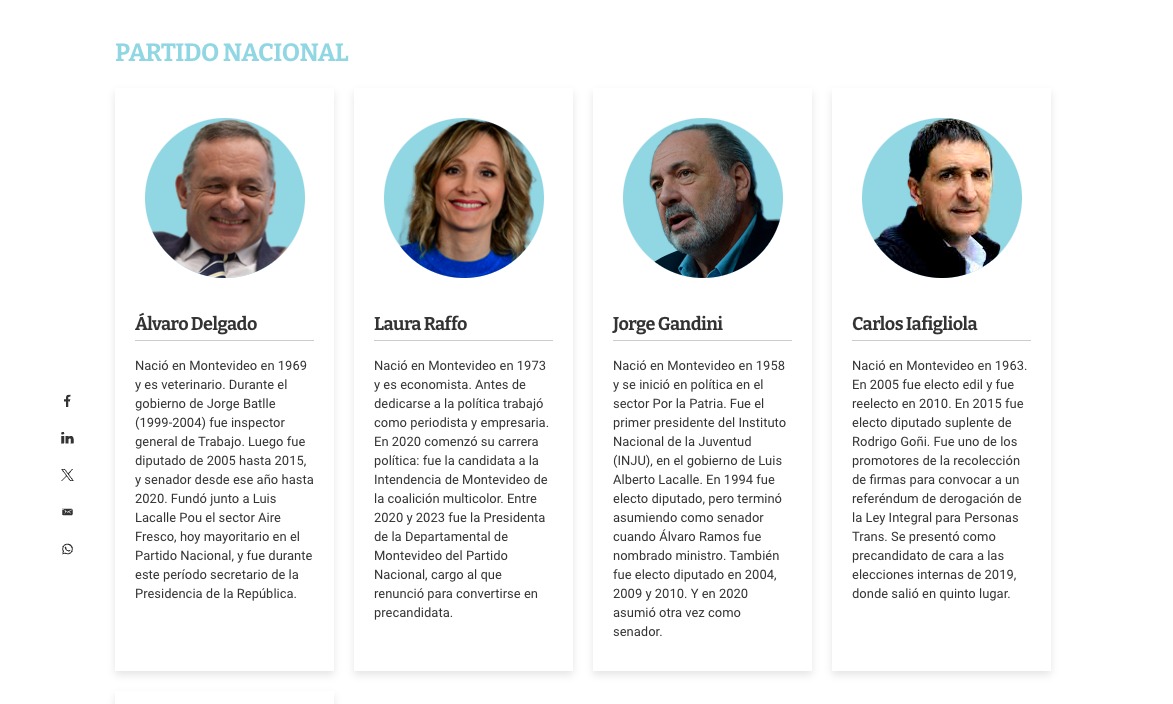 PARTIDO NACIONAL
Álvaro Delgado
Nació en Montevideo en 1969
y es veterinario. Durante el
gobierno de Jorge Batlle
(1999-2004) fue inspector
general de Trabajo. Luego fue
diputado de 2005 hasta 2015,
y senador desde ese año hasta
2020. Fundó junto a Luis
Lacalle Pou el sector Aire
Fresco, hoy mayoritario en el
Partido Nacional, y fue durante
este período secretario de la
Presidencia de la República.
Laura Raffo
Nació en Montevideo en 1973
y es economista. Antes de
dedicarse a la política trabajó
como periodista y empresaria.
En 2020 comenzó su carrera
política: fue la candidata a la
Intendencia de Montevideo de
la coalición multicolor. Entre
2020 y 2023 fue la Presidenta
de la Departamental de
Montevideo del Partido
Nacional, cargo al que
renunció para convertirse en
precandidata.
Jorge Gandini
Nació en Montevideo en 1958
y se inició en política en el
sector Por la Patria. Fue el
primer presidente del Instituto
Nacional de la Juventud
(INJU), en el gobierno de Luis
Alberto Lacalle. En 1994 fue
electo diputado, pero terminó
asumiendo como senador
cuando Álvaro Ramos fue
nombrado ministro. También
fue electo diputado en 2004,
2009 y 2010. Y en 2020
asumió otra vez como
senador.
Carlos Iafigliola
Nació en Montevideo en 1963.
En 2005 fue electo edil y fue
reelecto en 2010. En 2015 fue
electo diputado suplente de
Rodrigo Goñi. Fue uno de los
promotores de la recolección
de firmas para convocar a un
referéndum de derogación de
la Ley Integral para Personas
Trans. Se presentó como
precandidato de cara a las
elecciones internas de 2019,
donde salió en quinto lugar.